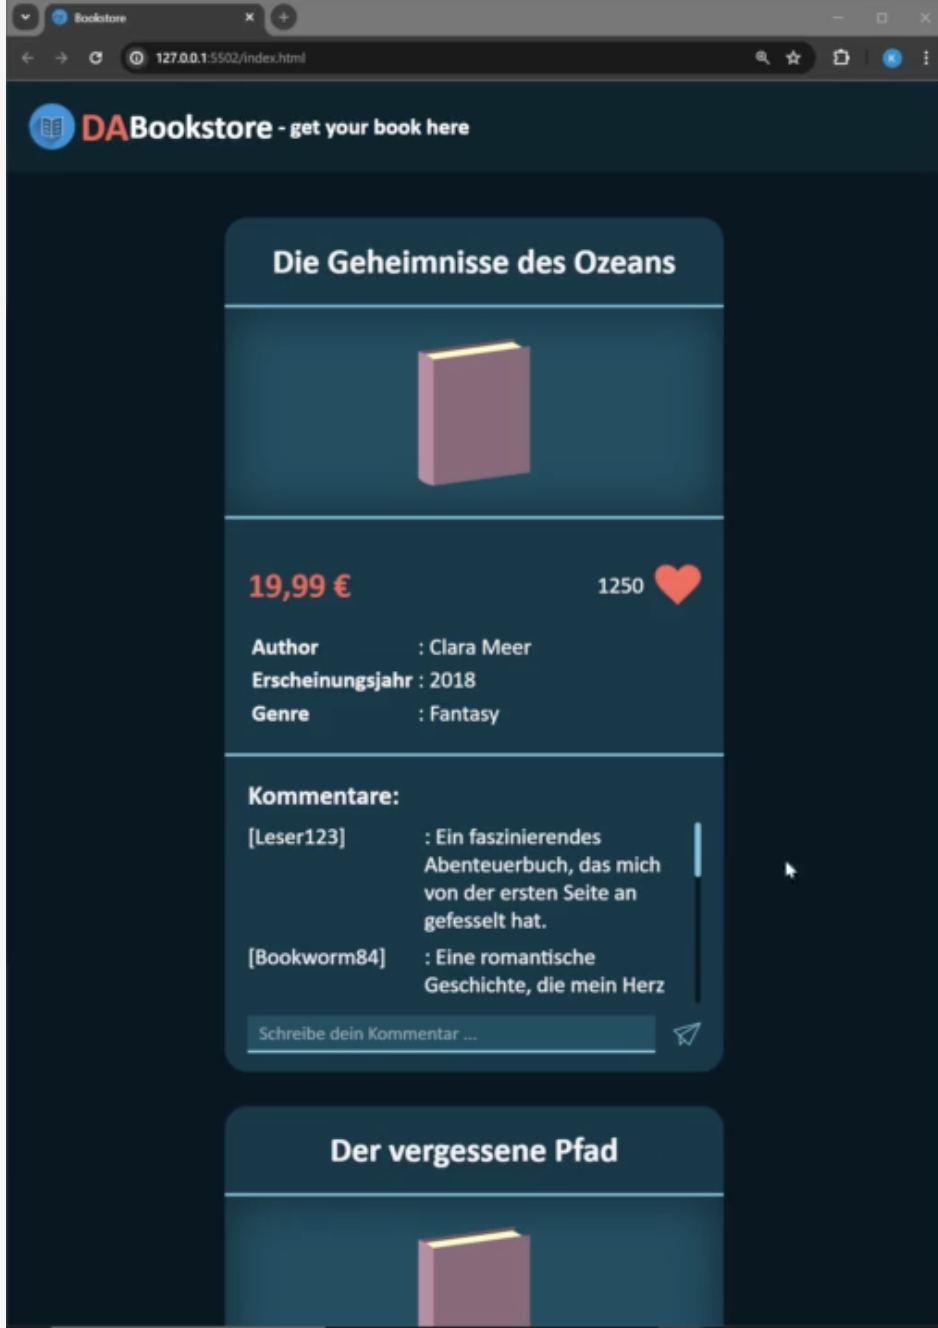 Bookstore
127.0.0.1:5502/index.html
K
DABookstore - get your book here
Die Geheimnisse des Ozeans
19,99 €
1250
Author : Clara Meer
Erscheinungsjahr : 2018
Genre : Fantasy
Kommentare:
[Leser123] : Ein faszinierendes
Abenteuerbuch, das mich
von der ersten Seite an
gefesselt hat.
[Bookworm84] : Eine romantische
Geschichte, die mein Herz
Schreibe dein Kommentar ...
Der vergessene Pfad